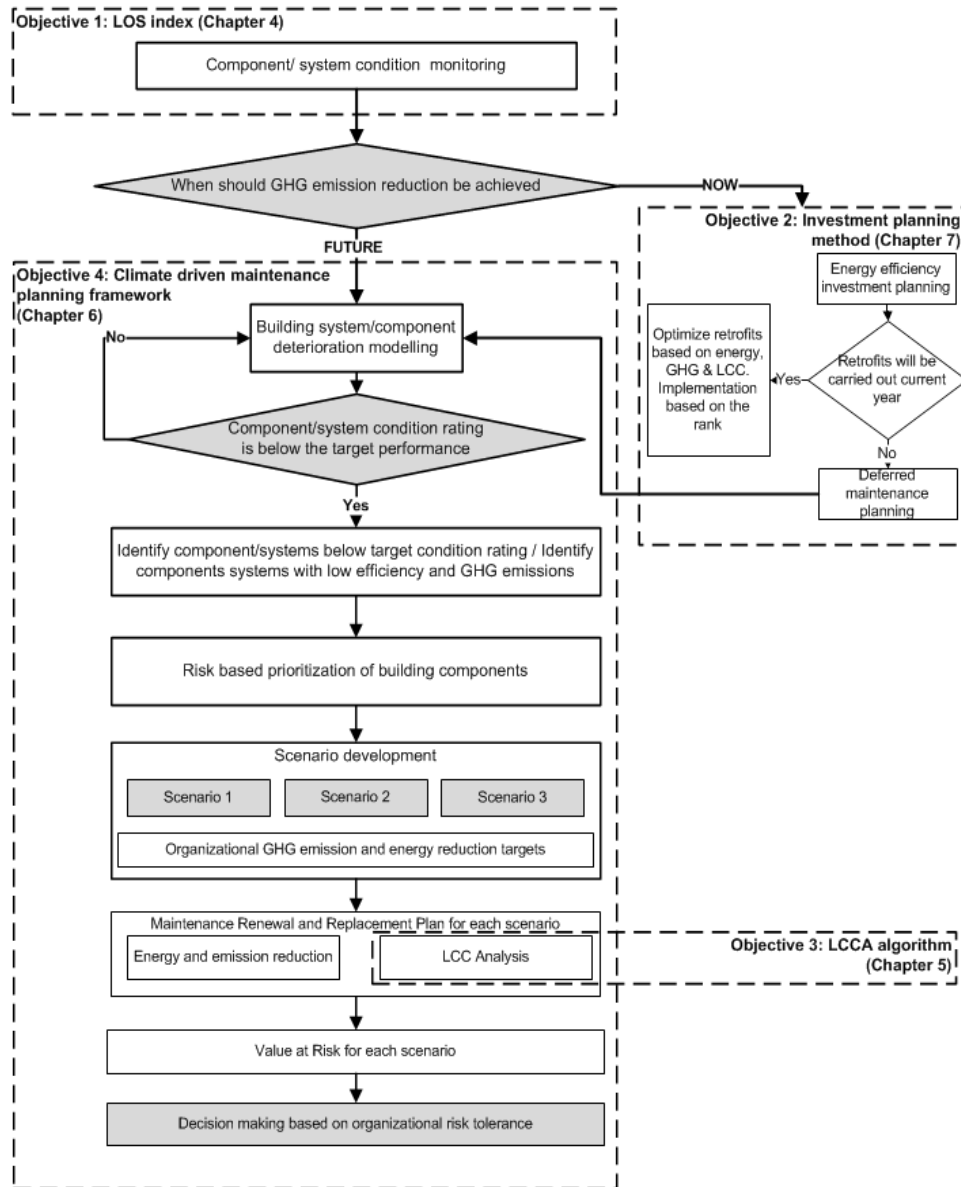 Objective 1: LOS index (Chapter 4)
Component/ system condition monitoring
When should GHG emission reduction be achieved
NOW
FUTURE
Objective 2: Investment planning
method (Chapter 7)
Energy efficiency
investment planning
Retrofits will be
carried out current
year
Yes
Optimize retrofits
based on energy,
GHG & LCC.
Implementation
based on the
rank
No
Deferred
maintenance
planning
Objective 4: Climate driven maintenance
planning framework
(Chapter 6)
No
Building system/component
deterioration modelling
Component/system condition rating
is below the target performance
Yes
Identify component/systems below target condition rating / Identify
components systems with low efficiency and GHG emissions
Risk based prioritization of building components
Scenario development
Scenario 1
Scenario 2
Scenario 3
Organizational GHG emission and energy reduction targets
Maintenance Renewal and Replacement Plan for each scenario
Energy and emission reduction
LCC Analysis
Objective 3: LCCA algorithm
(Chapter 5)
Value at Risk for each scenario
Decision making based on organizational risk tolerance